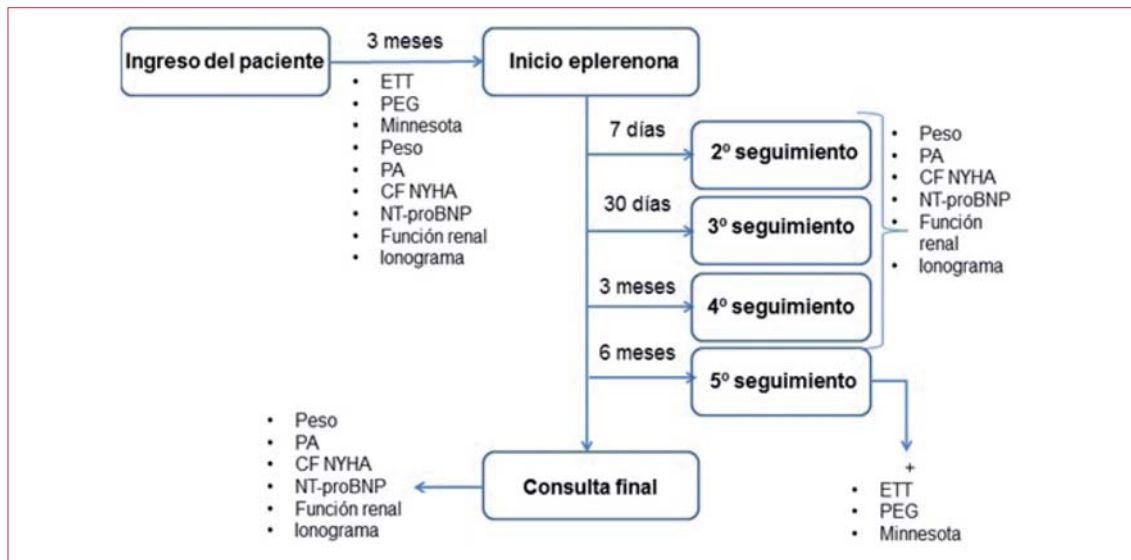 Ingreso del paciente
3 meses
• ETT
• PEG
• Minnesota
• Peso
• PA
• CF NYHA
• NT-proBNP
• Función renal
• Ionograma
Inicio eplerenona
7 días
2º seguimiento
30 días
3º seguimiento
3 meses
4º seguimiento
6 meses
5º seguimiento
• Peso
• PA
• CF NYHA
• NT-proBNP
• Función
renal
• Ionograma
+
• ETT
• PEG
• Minnesota
Consulta final
• Peso
• PA
• CF NYHA
• NT-proBNP
• Función renal
• Ionograma